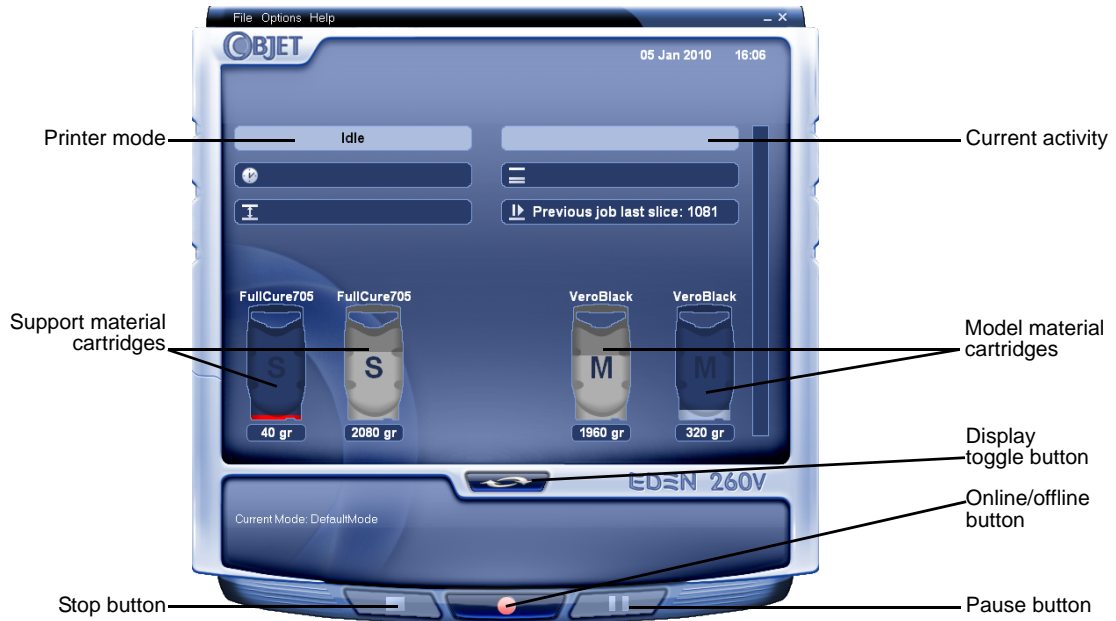 File Options Help
OBJET
05 Jan 2010 16:06
Printer mode
Idle
Current activity
Previous job last slice: 1081
FullCure705 FullCure705 VeroBlack VeroBlack
Support material
cartridges
Model material
cartridges
S S M M
40 gr 2080 gr 1960 gr 320 gr
Display
toggle button
EDEN 260V
Online/offline
button
Current Mode: DefaultMode
Stop button
Pause button